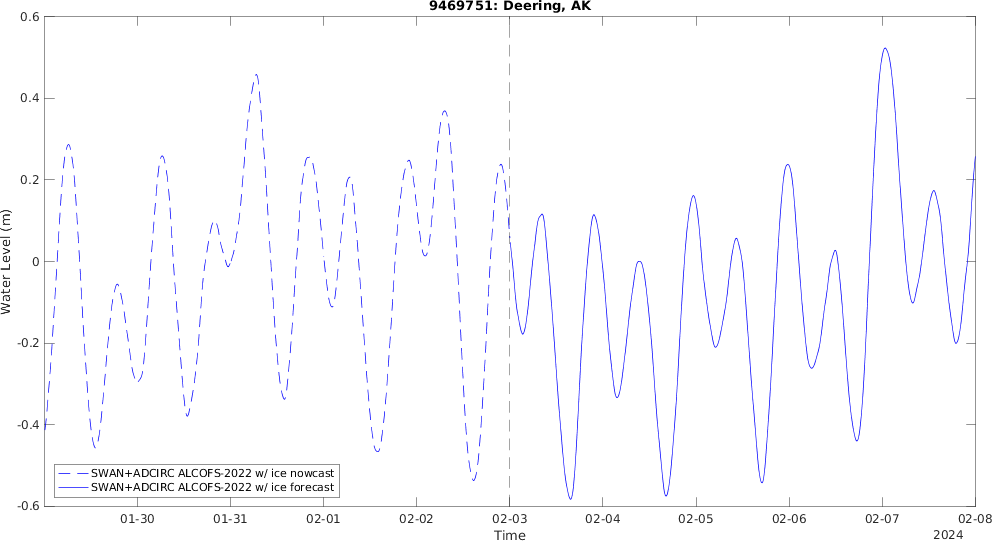 9469751: Deering, AK
Water Level (m)
0.6
0.4
0.2
0
-0.2
-0.4
-0.6
SWAN+ADCIRC ALCOFS-2022 w/ ice nowcast
SWAN+ADCIRC ALCOFS-2022 w/ ice forecast
01-30 01-31 02-01 02-02 02-03 02-04 02-05 02-06 02-07 02-08
Time
2024